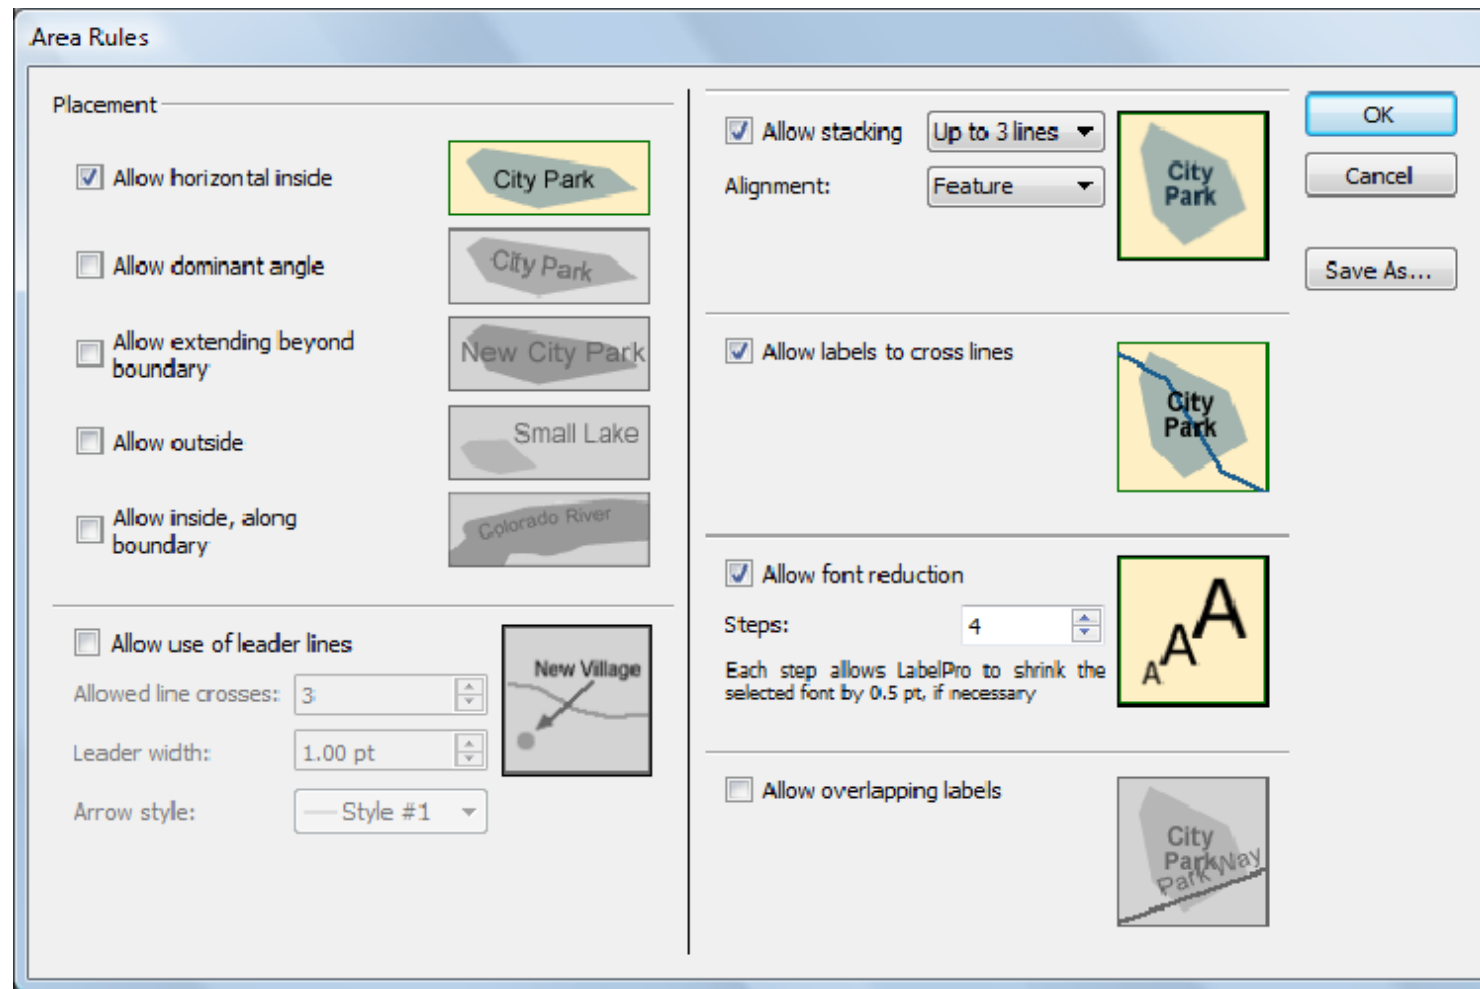 Area Rules
Placement
Allow horizontal inside
City Park
Allow dominant angle
City Park
Allow extending beyond
boundary
New City Park
Allow outside
Small Lake
Allow inside, along
boundary
Colorado River
Allow use of leader lines
New Village
Allowed line crosses:
3
Leader width:
1.00 pt
Arrow style:
Style #1
Allow stacking
Up to 3 lines
Alignment:
Feature
City
Park
Allow labels to cross lines
City
Park
Allow font reduction
Steps:
4
Each step allows LabelPro to shrink the
selected font by 0.5 pt, if necessary
A A A
Allow overlapping labels
City
Park
Park Way
OK
Cancel
Save As...